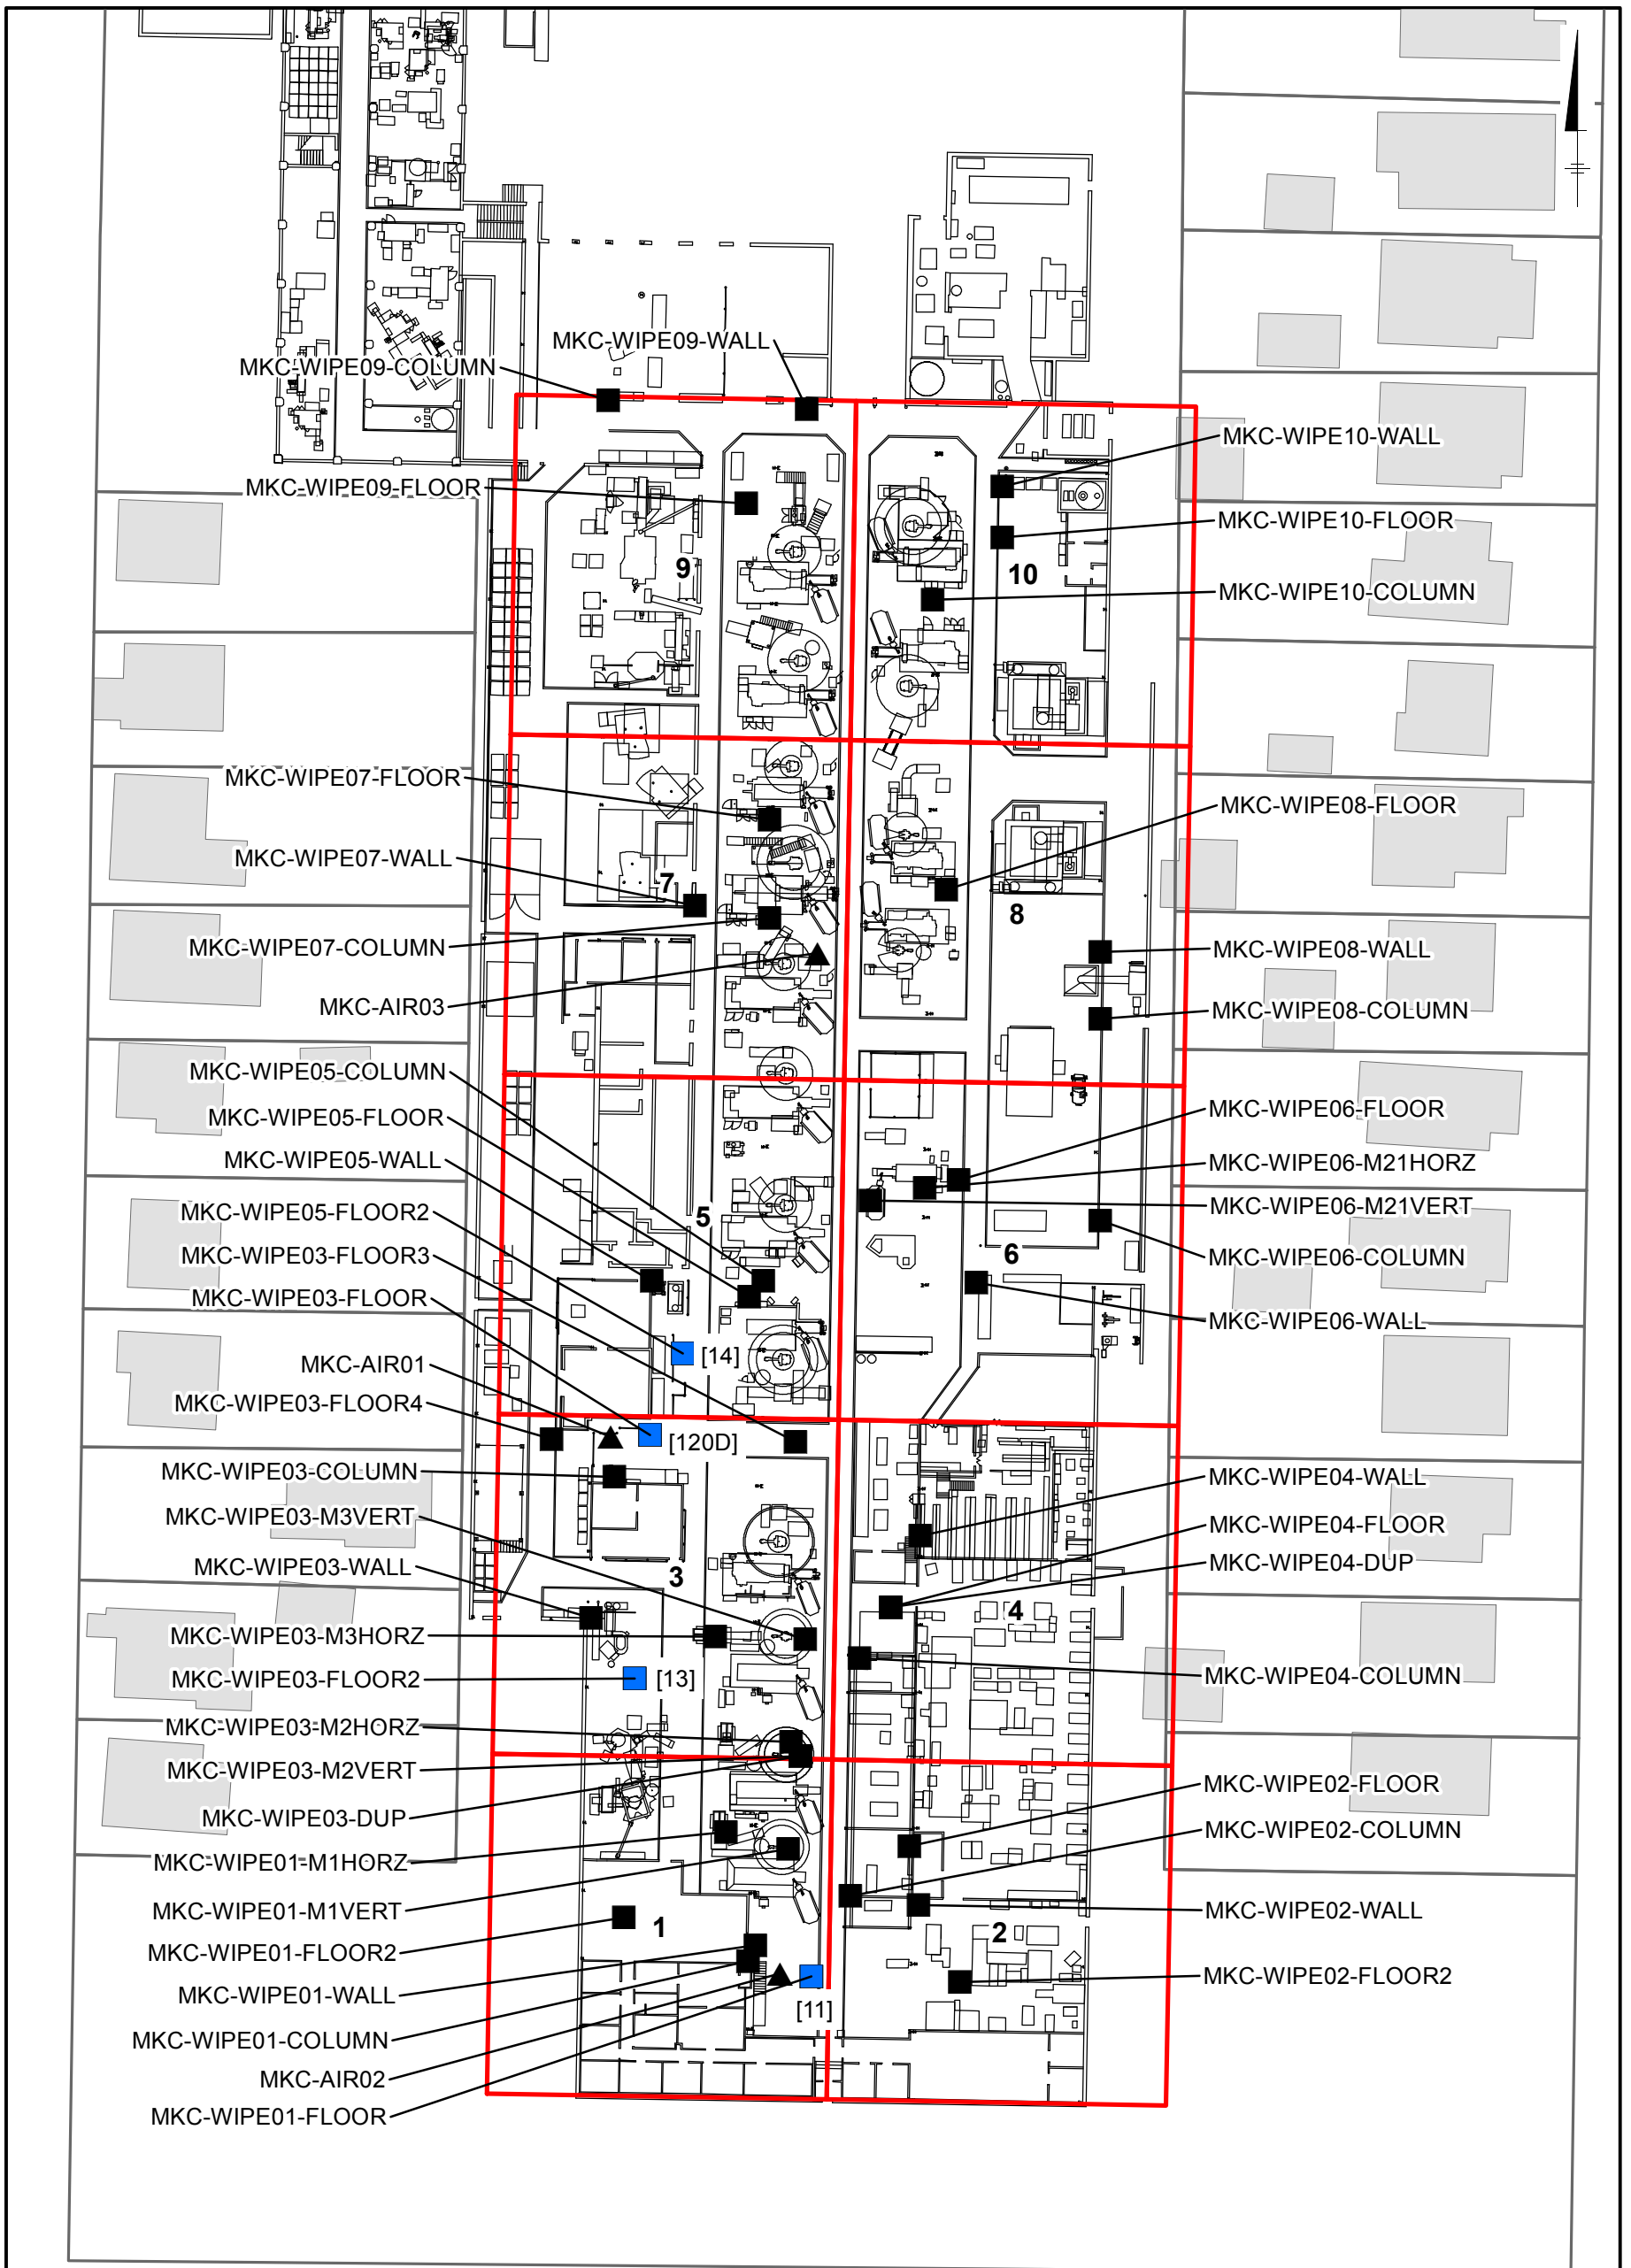 MKC-WIPE09-WALL
MKC-WIPE09-COLUMN
MKC-WIPE10-WALL
MKC-WIPE09-FLOOR
MKC-WIPE10-FLOOR
9
10
MKC-WIPE10-COLUMN
MKC-WIPE07-FLOOR
MKC-WIPE08-FLOOR
MKC-WIPE07-WALL
7
8
MKC-WIPE07-COLUMN
MKC-WIPE08-WALL
MKC-AIR03
MKC-WIPE08-COLUMN
MKC-WIPE05-COLUMN
MKC-WIPE06-FLOOR
MKC-WIPE05-FLOOR
MKC-WIPE05-WALL
MKC-WIPE06-M21HORZ
MKC-WIPE06-M21VERT
MKC-WIPE05-FLOOR2
5
6
MKC-WIPE03-FLOOR3
MKC-WIPE06-COLUMN
MKC-WIPE03-FLOOR
MKC-WIPE06-WALL
[14]
MKC-AIR01
MKC-WIPE03-FLOOR4
[120D]
MKC-WIPE03-COLUMN
MKC-WIPE04-WALL
MKC-WIPE03-M3VERT
MKC-WIPE04-FLOOR
MKC-WIPE03-WALL
MKC-WIPE04-DUP
3
4
MKC-WIPE03-M3HORZ
MKC-WIPE03-FLOOR2
[13]
MKC-WIPE04-COLUMN
MKC-WIPE03-M2HORZ
MKC-WIPE03-M2VERT
MKC-WIPE02-FLOOR
MKC-WIPE03-DUP
MKC-WIPE02-COLUMN
MKC-WIPE01-M1HORZ
MKC-WIPE01-M1VERT
MKC-WIPE02-WALL
1
2
MKC-WIPE01-FLOOR2
MKC-WIPE02-FLOOR2
MKC-WIPE01-WALL
[11]
MKC-WIPE01-COLUMN
MKC-AIR02
MKC-WIPE01-FLOOR